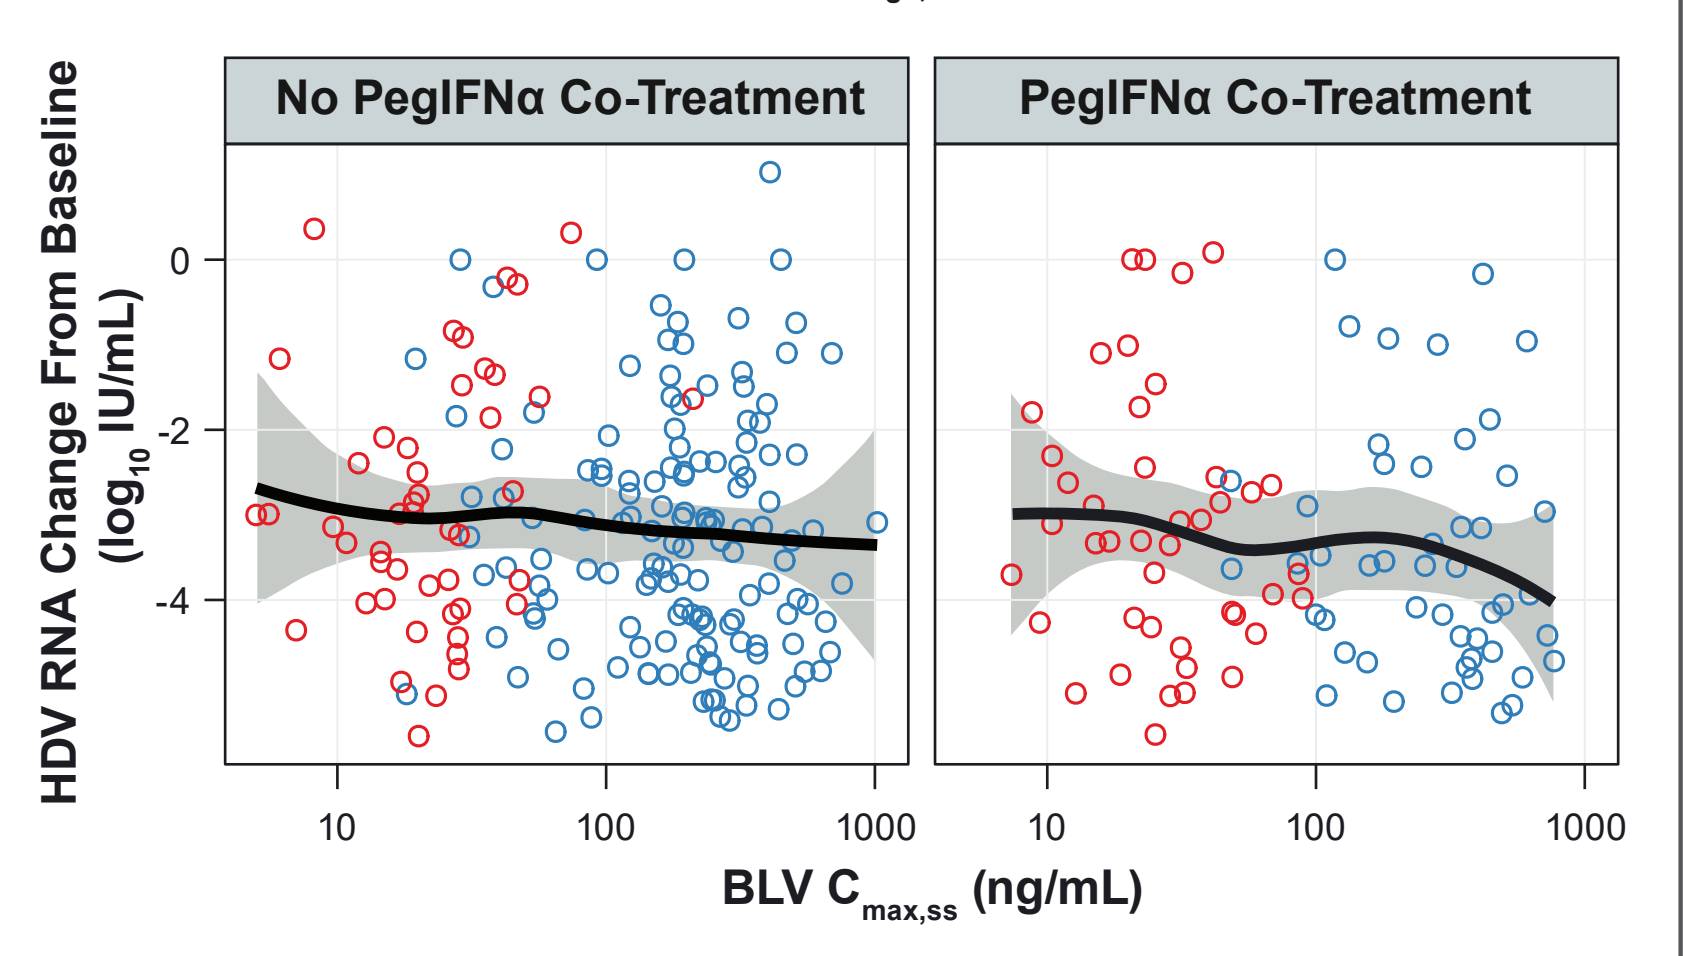 No PegIFNα Co-Treatment
PegIFNα Co-Treatment
HDV RNA Change From Baseline
(log10 IU/mL)
0
-2
-4
10
100
1000
10
100
1000
BLV Cmax,ss (ng/mL)